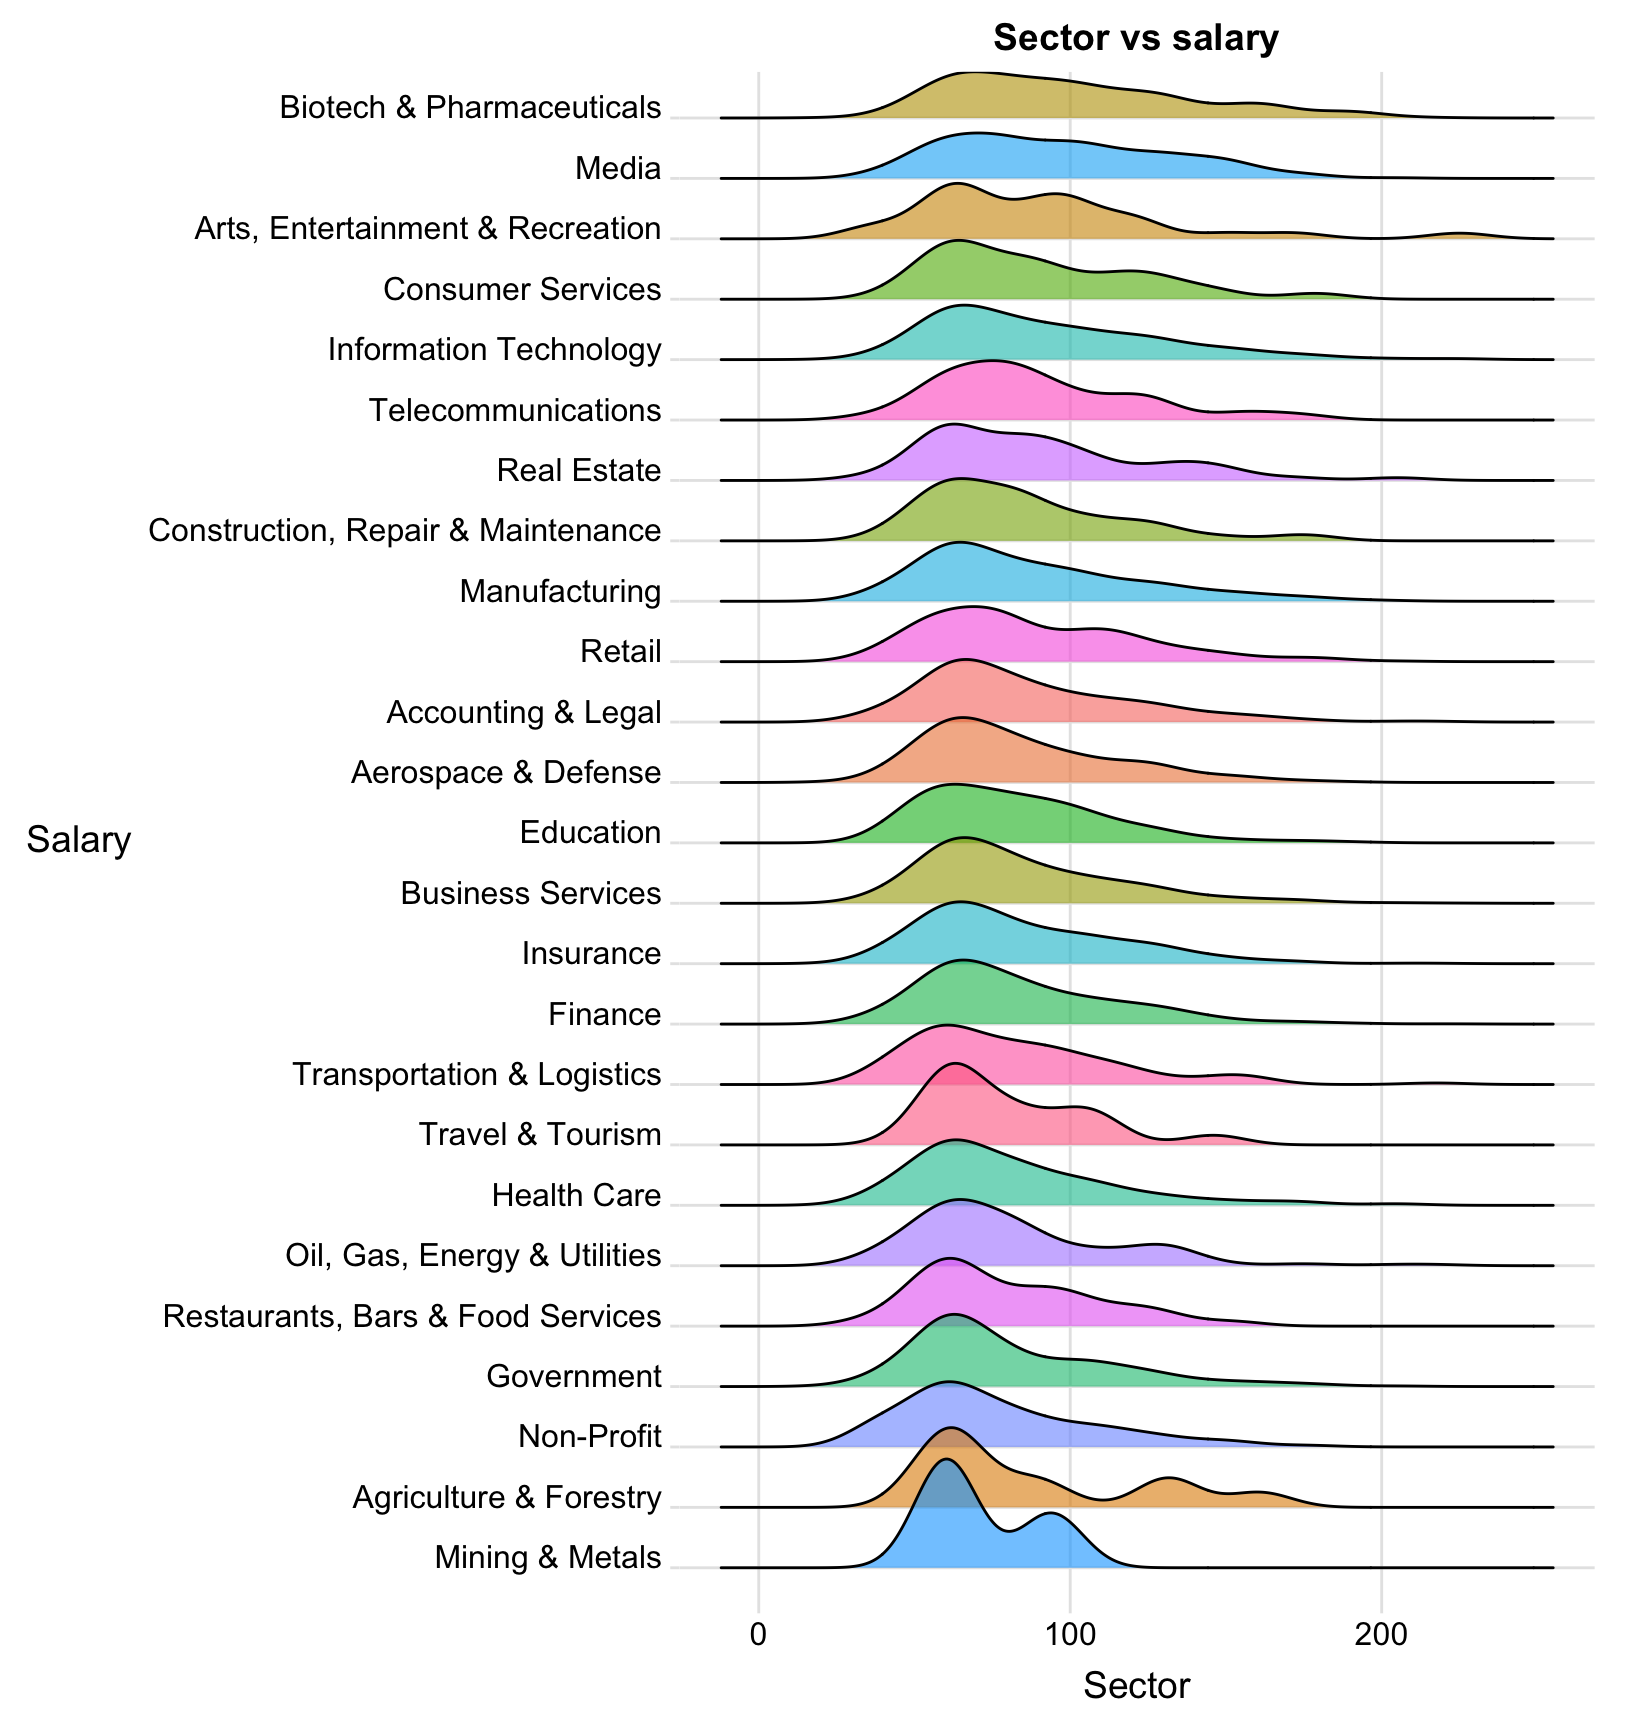 Sector vs salary
Biotech & Pharmaceuticals
Media
Arts, Entertainment & Recreation
Consumer Services
Information Technology
Telecommunications
Real Estate
Construction, Repair & Maintenance
Manufacturing
Retail
Accounting & Legal
Aerospace & Defense
Education
Salary
Business Services
Insurance
Finance
Transportation & Logistics
Travel & Tourism
Health Care
Oil, Gas, Energy & Utilities
Restaurants, Bars & Food Services
Government
Non-Profit
Agriculture & Forestry
Mining & Metals
0 100 200
Sector